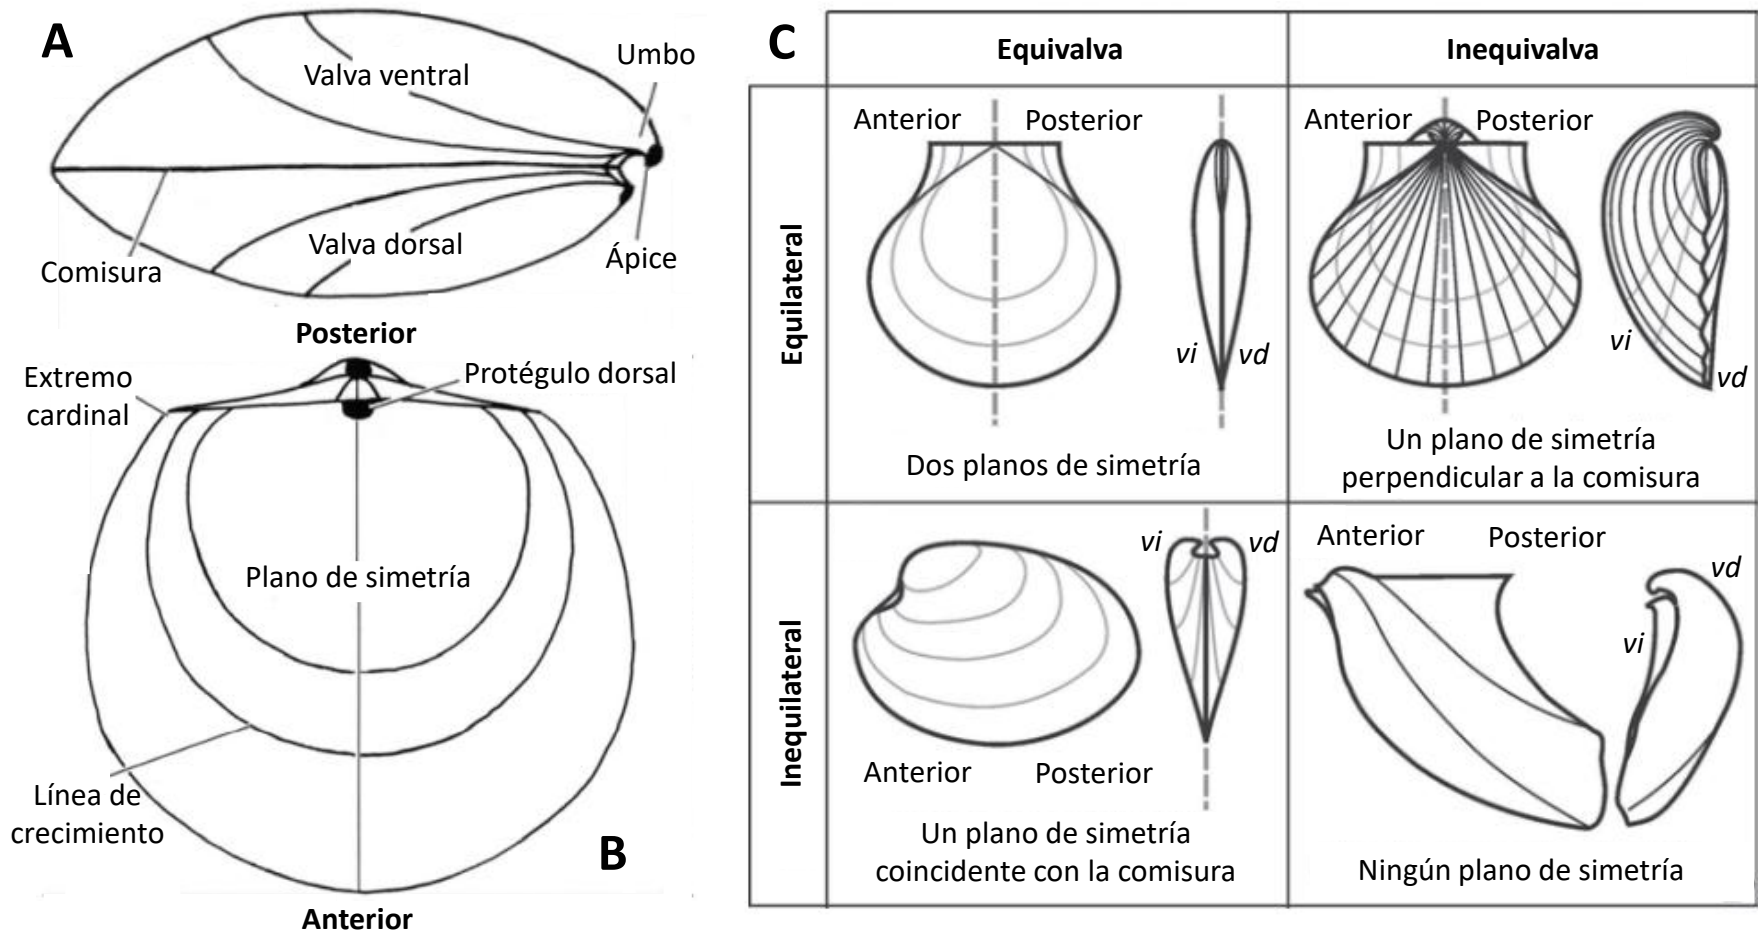 A
Umbo
Valva ventral
Valva dorsal
Comisura
Ápice
Posterior
Extremo
cardinal
Protégulo dorsal
Plano de simetría
Línea de
crecimiento
B
Anterior
C
Equivalva
Inequivalva
Equilateral
Anterior
Posterior
vi
vd
Dos planos de simetría
Anterior
Posterior
vi
vd
Un plano de simetría
perpendicular a la comisura
Inequilateral
vi
vd
Anterior
Posterior
Un plano de simetría
coincidente con la comisura
Anterior
Posterior
vd
vi
Ningún plano de simetría